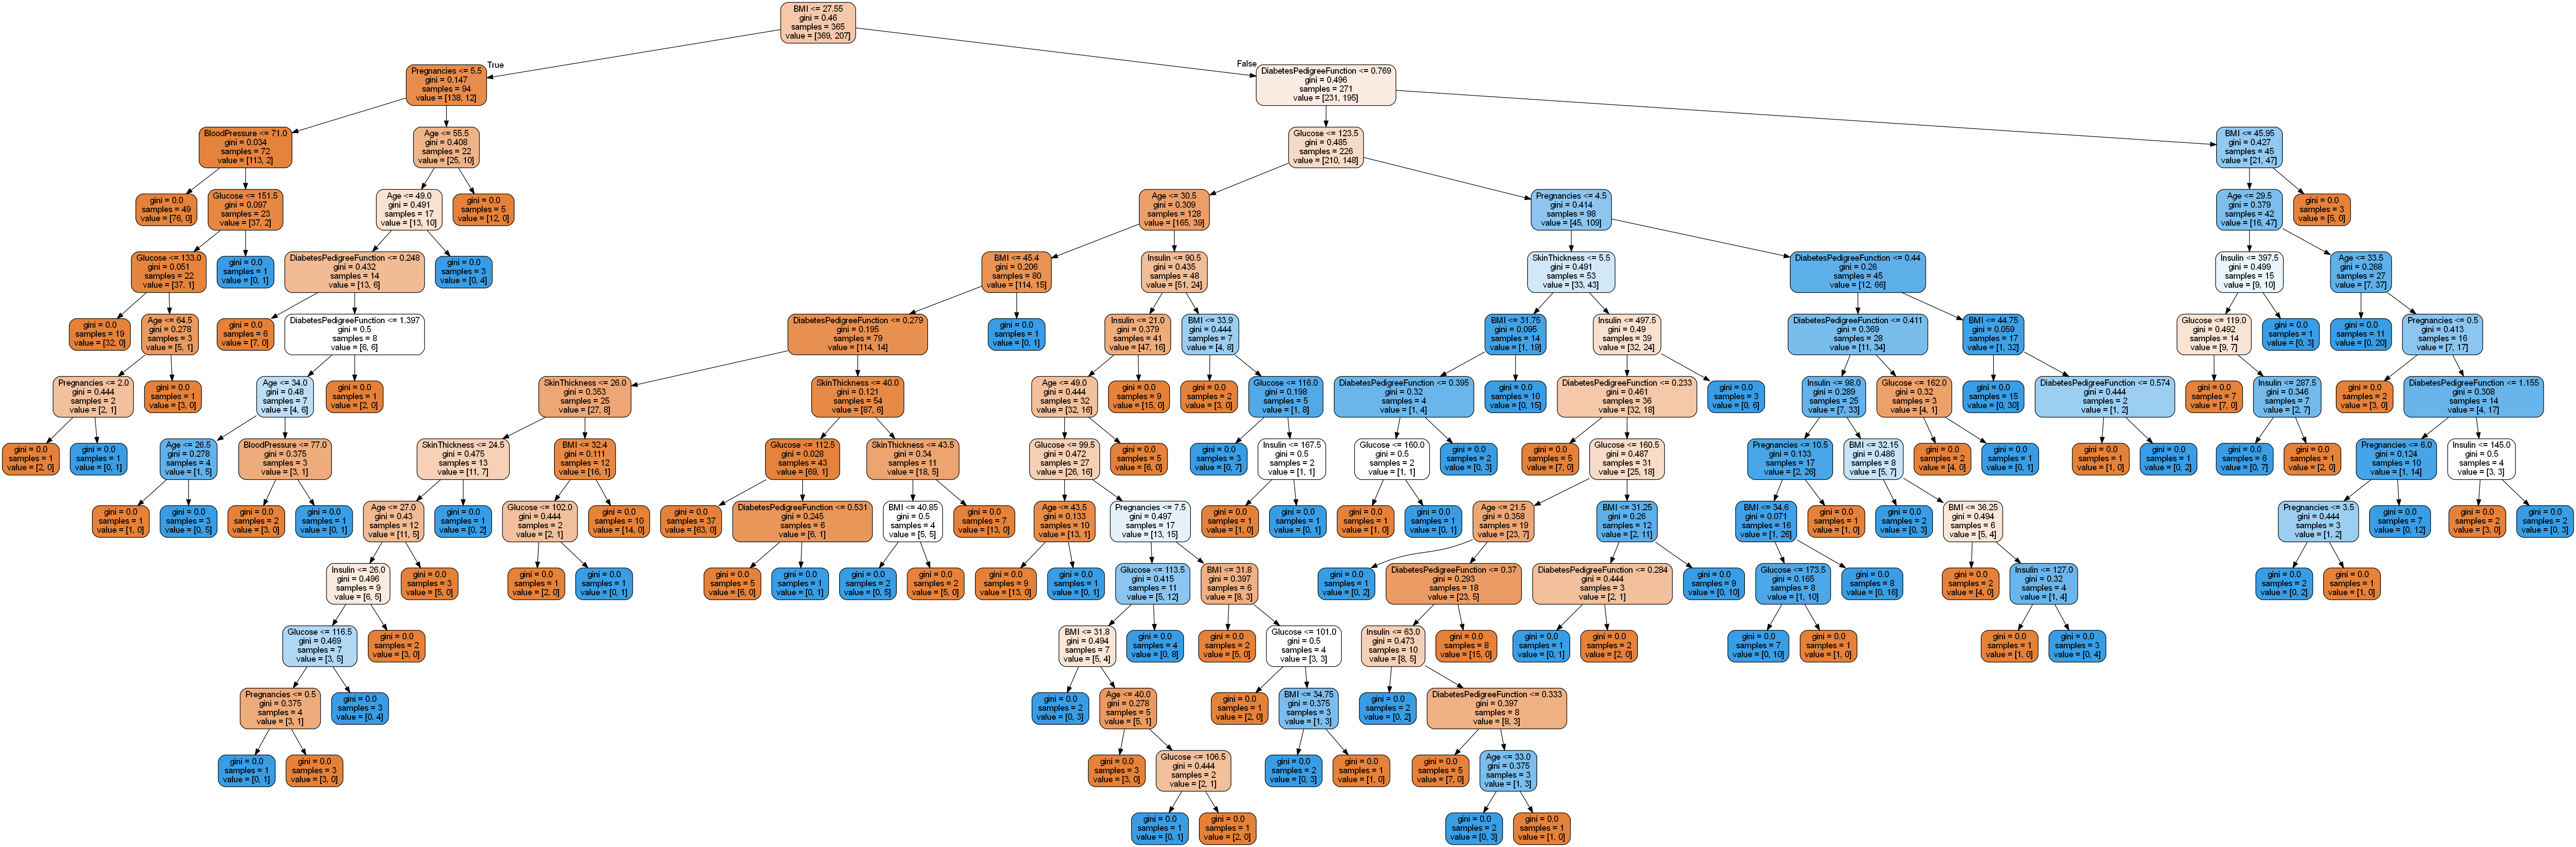 BMI <= 27.55
gini = 0.46
samples = 365
value = [369, 207]
True
False
Pregnancies <= 5.5
gini = 0.147
samples = 94
value = [138, 12]
DiabetesPedigreeFunction <= 0.769
gini = 0.496
samples = 271
value = [231, 195]
BloodPressure <= 71.0
gini = 0.034
samples = 72
value = [113, 2]
Age <= 55.5
gini = 0.408
samples = 22
value = [25, 10]
Glucose <= 123.5
gini = 0.485
samples = 226
value = [210, 148]
BMI <= 45.95
gini = 0.427
samples = 45
value = [21, 47]
gini = 0.0
samples = 49
value = [76, 0]
Glucose <= 151.5
gini = 0.097
samples = 23
value = [37, 2]
Age <= 49.0
gini = 0.491
samples = 17
value = [13, 10]
gini = 0.0
samples = 5
value = [12, 0]
Age <= 30.5
gini = 0.309
samples = 128
value = [165, 39]
Pregnancies <= 4.5
gini = 0.414
samples = 98
value = [45, 109]
Age <= 29.5
gini = 0.379
samples = 42
value = [16, 47]
gini = 0.0
samples = 3
value = [5, 0]
Glucose <= 133.0
gini = 0.051
samples = 22
value = [37, 1]
gini = 0.0
samples = 1
value = [0, 1]
DiabetesPedigreeFunction <= 0.248
gini = 0.432
samples = 14
value = [13, 6]
gini = 0.0
samples = 3
value = [0, 4]
BMI <= 45.4
gini = 0.206
samples = 80
value = [114, 15]
Insulin <= 90.5
gini = 0.435
samples = 48
value = [51, 24]
SkinThickness <= 5.5
gini = 0.491
samples = 53
value = [33, 43]
DiabetesPedigreeFunction <= 0.44
gini = 0.26
samples = 45
value = [12, 66]
Insulin <= 397.5
gini = 0.499
samples = 15
value = [9, 10]
Age <= 33.5
gini = 0.268
samples = 27
value = [7, 37]
gini = 0.0
samples = 19
value = [32, 0]
Age <= 64.5
gini = 0.278
samples = 3
value = [5, 1]
gini = 0.0
samples = 6
value = [7, 0]
DiabetesPedigreeFunction <= 1.397
gini = 0.5
samples = 8
value = [6, 6]
DiabetesPedigreeFunction <= 0.279
gini = 0.195
samples = 79
value = [114, 14]
gini = 0.0
samples = 1
value = [0, 1]
Insulin <= 21.0
gini = 0.379
samples = 41
value = [47, 16]
BMI <= 33.9
gini = 0.444
samples = 7
value = [4, 8]
BMI <= 31.75
gini = 0.095
samples = 14
value = [1, 19]
Insulin <= 497.5
gini = 0.49
samples = 39
value = [32, 24]
DiabetesPedigreeFunction <= 0.411
gini = 0.369
samples = 28
value = [11, 34]
BMI <= 44.75
gini = 0.059
samples = 17
value = [1, 32]
Glucose <= 119.0
gini = 0.492
samples = 14
value = [9, 7]
gini = 0.0
samples = 1
value = [0, 3]
gini = 0.0
samples = 11
value = [0, 20]
Pregnancies <= 0.5
gini = 0.413
samples = 16
value = [7, 17]
Pregnancies <= 2.0
gini = 0.444
samples = 2
value = [2, 1]
gini = 0.0
samples = 1
value = [3, 0]
Age <= 34.0
gini = 0.48
samples = 7
value = [4, 6]
gini = 0.0
samples = 1
value = [2, 0]
SkinThickness <= 26.0
gini = 0.353
samples = 25
value = [27, 8]
SkinThickness <= 40.0
gini = 0.121
samples = 54
value = [87, 6]
Age <= 49.0
gini = 0.444
samples = 32
value = [32, 16]
gini = 0.0
samples = 9
value = [15, 0]
gini = 0.0
samples = 2
value = [3, 0]
Glucose <= 116.0
gini = 0.198
samples = 5
value = [1, 8]
DiabetesPedigreeFunction <= 0.395
gini = 0.32
samples = 4
value = [1, 4]
gini = 0.0
samples = 10
value = [0, 15]
DiabetesPedigreeFunction <= 0.233
gini = 0.461
samples = 36
value = [32, 18]
gini = 0.0
samples = 3
value = [0, 6]
Insulin <= 98.0
gini = 0.289
samples = 25
value = [7, 33]
Glucose <= 162.0
gini = 0.32
samples = 3
value = [4, 1]
gini = 0.0
samples = 15
value = [0, 30]
DiabetesPedigreeFunction <= 0.574
gini = 0.444
samples = 2
value = [1, 2]
gini = 0.0
samples = 7
value = [7, 0]
Insulin <= 287.5
gini = 0.346
samples = 7
value = [2, 7]
gini = 0.0
samples = 2
value = [3, 0]
DiabetesPedigreeFunction <= 1.155
gini = 0.308
samples = 14
value = [4, 17]
gini = 0.0
samples = 1
value = [2, 0]
gini = 0.0
samples = 1
value = [0, 1]
Age <= 26.5
gini = 0.278
samples = 4
value = [1, 5]
BloodPressure <= 77.0
gini = 0.375
samples = 3
value = [3, 1]
SkinThickness <= 24.5
gini = 0.475
samples = 13
value = [11, 7]
BMI <= 32.4
gini = 0.111
samples = 12
value = [16, 1]
Glucose <= 112.5
gini = 0.028
samples = 43
value = [69, 1]
SkinThickness <= 43.5
gini = 0.34
samples = 11
value = [18, 5]
Glucose <= 99.5
gini = 0.472
samples = 27
value = [26, 16]
gini = 0.0
samples = 5
value = [6, 0]
gini = 0.0
samples = 3
value = [0, 7]
Insulin <= 167.5
gini = 0.5
samples = 2
value = [1, 1]
Glucose <= 160.0
gini = 0.5
samples = 2
value = [1, 1]
gini = 0.0
samples = 2
value = [0, 3]
gini = 0.0
samples = 5
value = [7, 0]
Glucose <= 160.5
gini = 0.487
samples = 31
value = [25, 18]
Pregnancies <= 10.5
gini = 0.133
samples = 17
value = [2, 26]
BMI <= 32.15
gini = 0.486
samples = 8
value = [5, 7]
gini = 0.0
samples = 2
value = [4, 0]
gini = 0.0
samples = 1
value = [0, 1]
gini = 0.0
samples = 1
value = [1, 0]
gini = 0.0
samples = 1
value = [0, 2]
gini = 0.0
samples = 6
value = [0, 7]
gini = 0.0
samples = 1
value = [2, 0]
Pregnancies <= 6.0
gini = 0.124
samples = 10
value = [1, 14]
Insulin <= 145.0
gini = 0.5
samples = 4
value = [3, 3]
gini = 0.0
samples = 1
value = [1, 0]
gini = 0.0
samples = 3
value = [0, 5]
gini = 0.0
samples = 2
value = [3, 0]
gini = 0.0
samples = 1
value = [0, 1]
Age <= 27.0
gini = 0.43
samples = 12
value = [11, 5]
gini = 0.0
samples = 1
value = [0, 2]
Glucose <= 102.0
gini = 0.444
samples = 2
value = [2, 1]
gini = 0.0
samples = 10
value = [14, 0]
gini = 0.0
samples = 37
value = [63, 0]
DiabetesPedigreeFunction <= 0.531
gini = 0.245
samples = 6
value = [6, 1]
BMI <= 40.85
gini = 0.5
samples = 4
value = [5, 5]
gini = 0.0
samples = 7
value = [13, 0]
Age <= 43.5
gini = 0.133
samples = 10
value = [13, 1]
Pregnancies <= 7.5
gini = 0.497
samples = 17
value = [13, 15]
gini = 0.0
samples = 1
value = [1, 0]
gini = 0.0
samples = 1
value = [0, 1]
gini = 0.0
samples = 1
value = [1, 0]
gini = 0.0
samples = 1
value = [0, 1]
Age <= 21.5
gini = 0.358
samples = 19
value = [23, 7]
BMI <= 31.25
gini = 0.26
samples = 12
value = [2, 11]
BMI <= 34.6
gini = 0.071
samples = 16
value = [1, 26]
gini = 0.0
samples = 1
value = [1, 0]
gini = 0.0
samples = 2
value = [0, 3]
BMI <= 36.25
gini = 0.494
samples = 6
value = [5, 4]
Pregnancies <= 3.5
gini = 0.444
samples = 3
value = [1, 2]
gini = 0.0
samples = 7
value = [0, 12]
gini = 0.0
samples = 2
value = [3, 0]
gini = 0.0
samples = 2
value = [0, 3]
Insulin <= 26.0
gini = 0.496
samples = 9
value = [6, 5]
gini = 0.0
samples = 3
value = [5, 0]
gini = 0.0
samples = 1
value = [2, 0]
gini = 0.0
samples = 1
value = [0, 1]
gini = 0.0
samples = 5
value = [6, 0]
gini = 0.0
samples = 1
value = [0, 1]
gini = 0.0
samples = 2
value = [0, 5]
gini = 0.0
samples = 2
value = [5, 0]
gini = 0.0
samples = 9
value = [13, 0]
gini = 0.0
samples = 1
value = [0, 1]
Glucose <= 113.5
gini = 0.415
samples = 11
value = [5, 12]
BMI <= 31.8
gini = 0.397
samples = 6
value = [8, 3]
gini = 0.0
samples = 1
value = [0, 2]
DiabetesPedigreeFunction <= 0.37
gini = 0.293
samples = 18
value = [23, 5]
DiabetesPedigreeFunction <= 0.284
gini = 0.444
samples = 3
value = [2, 1]
gini = 0.0
samples = 9
value = [0, 10]
Glucose <= 173.5
gini = 0.165
samples = 8
value = [1, 10]
gini = 0.0
samples = 8
value = [0, 16]
gini = 0.0
samples = 2
value = [4, 0]
Insulin <= 127.0
gini = 0.32
samples = 4
value = [1, 4]
gini = 0.0
samples = 2
value = [0, 2]
gini = 0.0
samples = 1
value = [1, 0]
Glucose <= 116.5
gini = 0.469
samples = 7
value = [3, 5]
gini = 0.0
samples = 2
value = [3, 0]
BMI <= 31.8
gini = 0.494
samples = 7
value = [5, 4]
gini = 0.0
samples = 4
value = [0, 8]
gini = 0.0
samples = 2
value = [5, 0]
Glucose <= 101.0
gini = 0.5
samples = 4
value = [3, 3]
Insulin <= 63.0
gini = 0.473
samples = 10
value = [8, 5]
gini = 0.0
samples = 8
value = [15, 0]
gini = 0.0
samples = 1
value = [0, 1]
gini = 0.0
samples = 2
value = [2, 0]
gini = 0.0
samples = 7
value = [0, 10]
gini = 0.0
samples = 1
value = [1, 0]
gini = 0.0
samples = 1
value = [1, 0]
gini = 0.0
samples = 3
value = [0, 4]
Pregnancies <= 0.5
gini = 0.375
samples = 4
value = [3, 1]
gini = 0.0
samples = 3
value = [0, 4]
gini = 0.0
samples = 2
value = [0, 3]
Age <= 40.0
gini = 0.278
samples = 5
value = [5, 1]
gini = 0.0
samples = 1
value = [2, 0]
BMI <= 34.75
gini = 0.375
samples = 3
value = [1, 3]
gini = 0.0
samples = 2
value = [0, 2]
DiabetesPedigreeFunction <= 0.333
gini = 0.397
samples = 8
value = [8, 3]
gini = 0.0
samples = 1
value = [0, 1]
gini = 0.0
samples = 3
value = [3, 0]
gini = 0.0
samples = 3
value = [3, 0]
Glucose <= 106.5
gini = 0.444
samples = 2
value = [2, 1]
gini = 0.0
samples = 2
value = [0, 3]
gini = 0.0
samples = 1
value = [1, 0]
gini = 0.0
samples = 5
value = [7, 0]
Age <= 33.0
gini = 0.375
samples = 3
value = [1, 3]
gini = 0.0
samples = 1
value = [0, 1]
gini = 0.0
samples = 1
value = [2, 0]
gini = 0.0
samples = 2
value = [0, 3]
gini = 0.0
samples = 1
value = [1, 0]